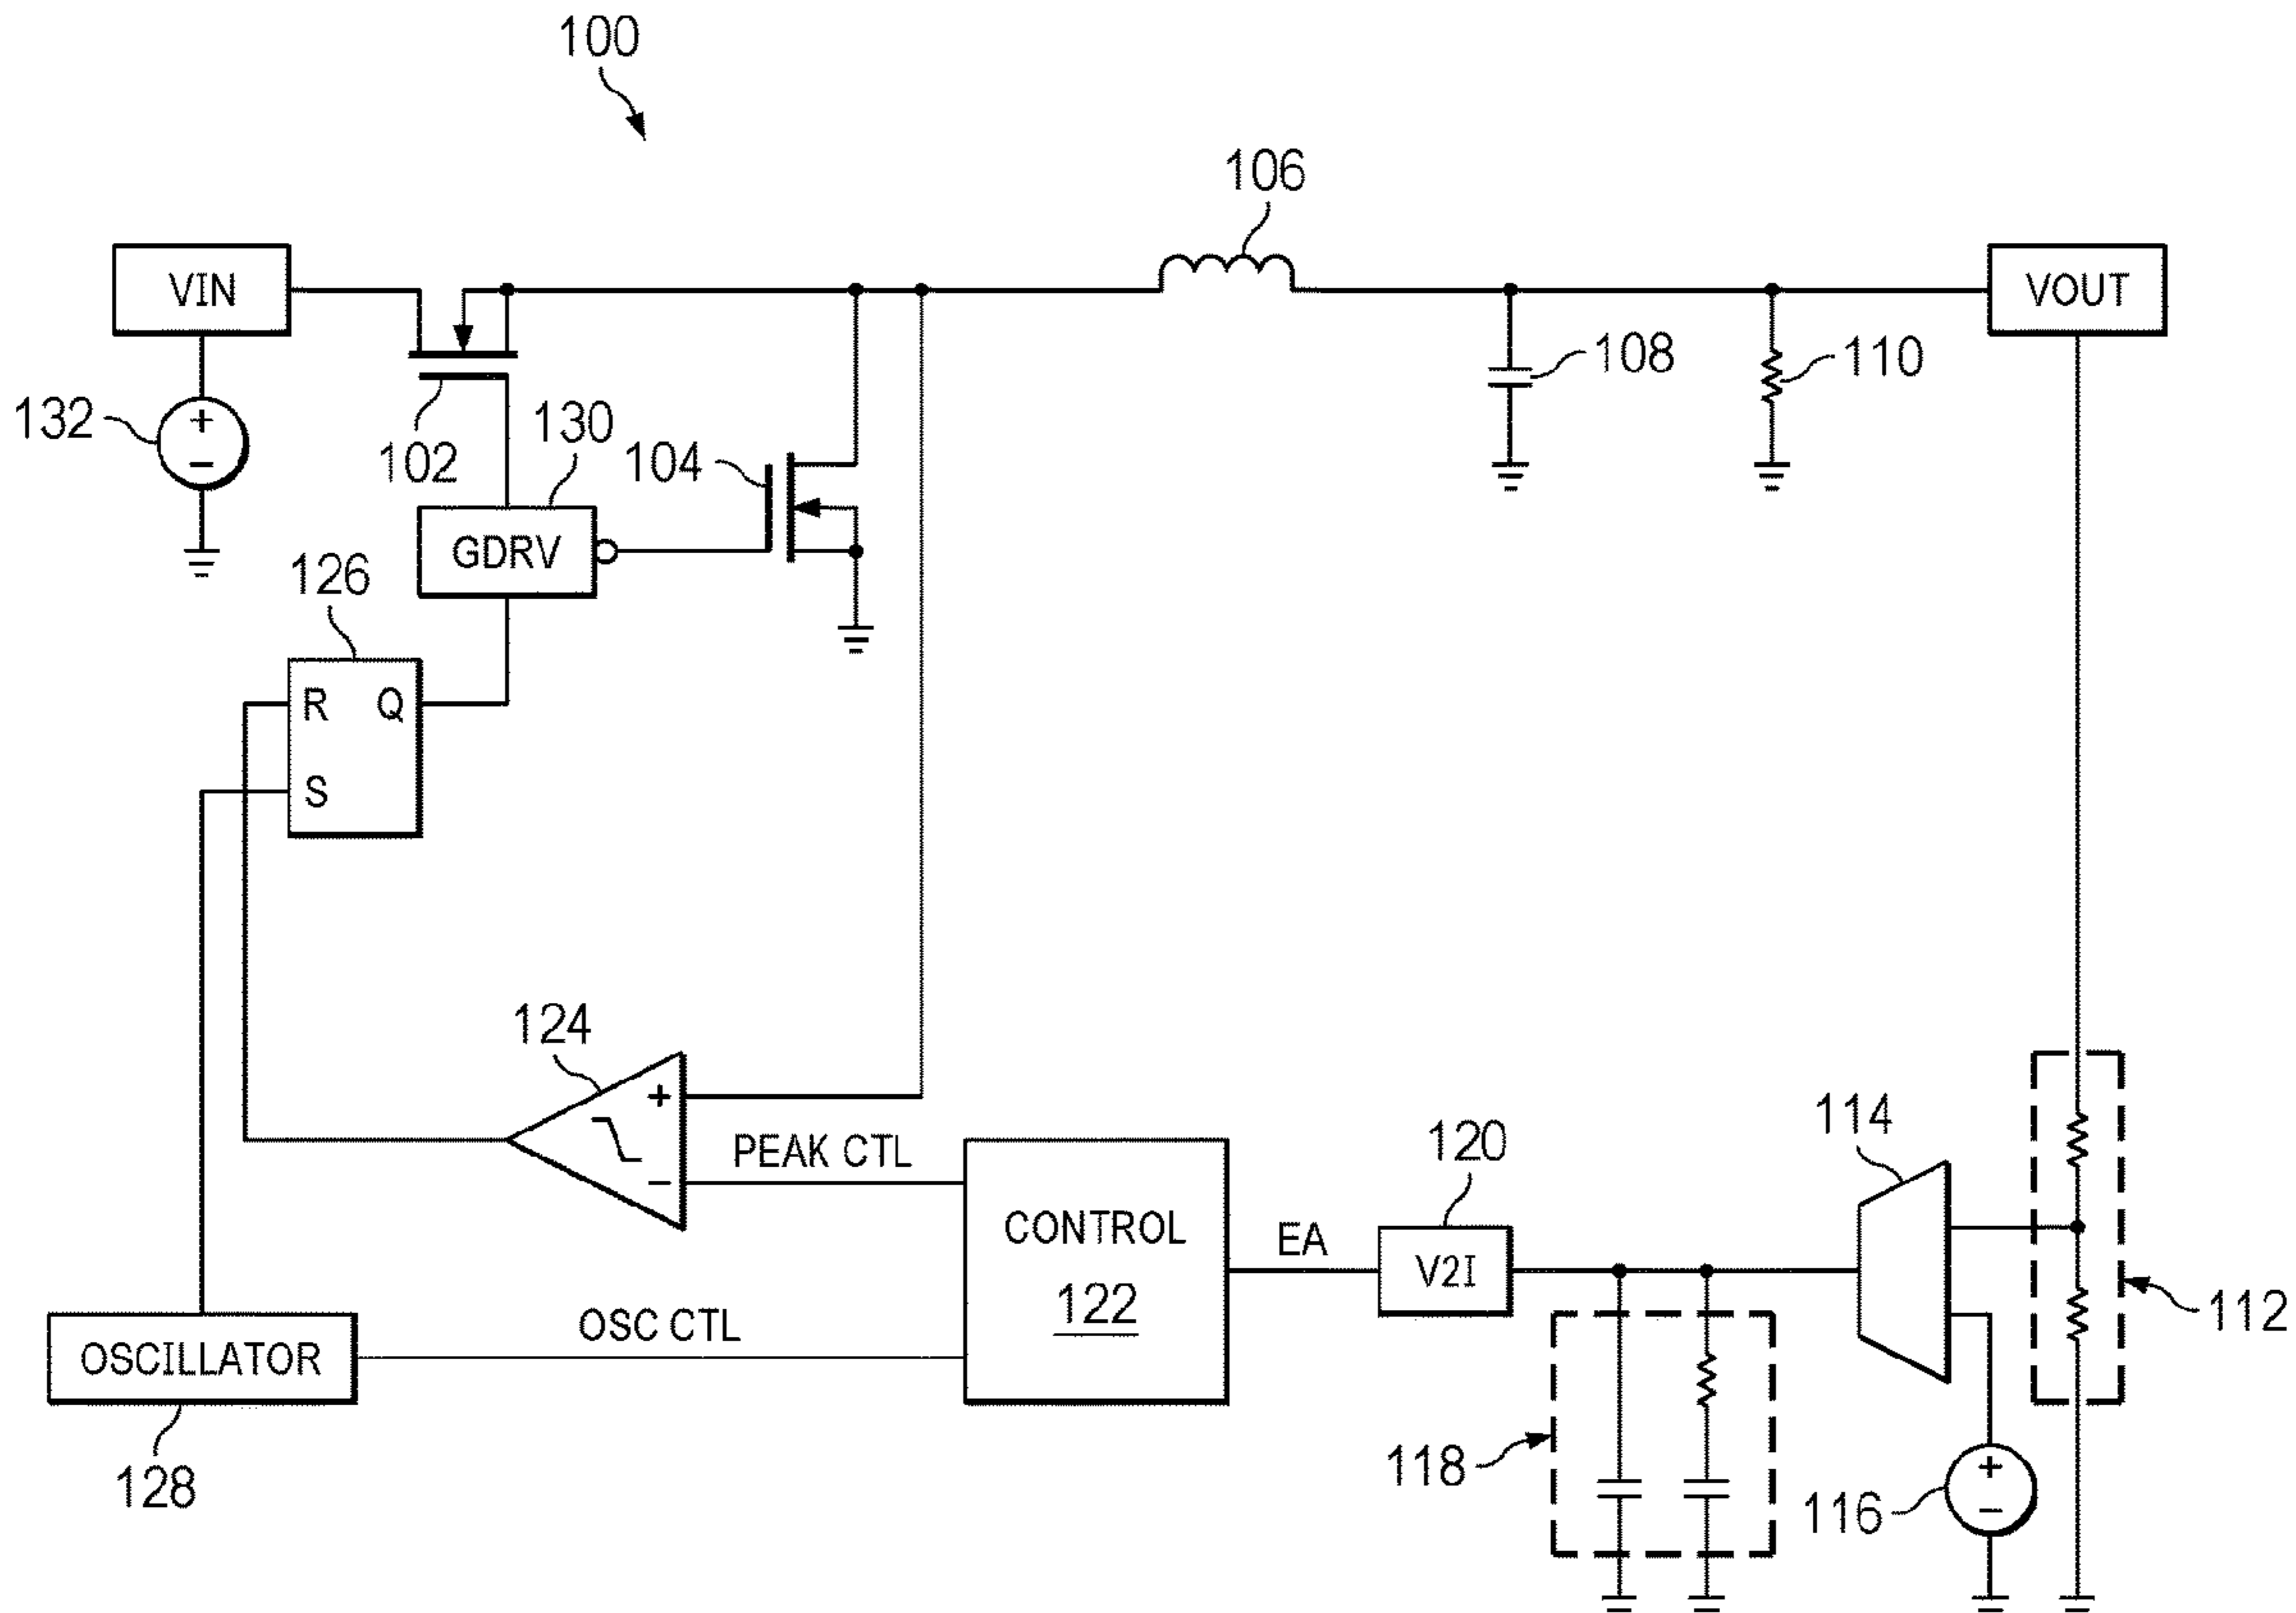 100
106
VIN
VOUT
108
110
132
102
130
104
GDRV
126
R Q
S
124
+
−
PEAK CTL
CONTROL
122
EA
120
V2I
114
112
OSC CTL
OSCILLATOR
128
118
116
+
−
+
−